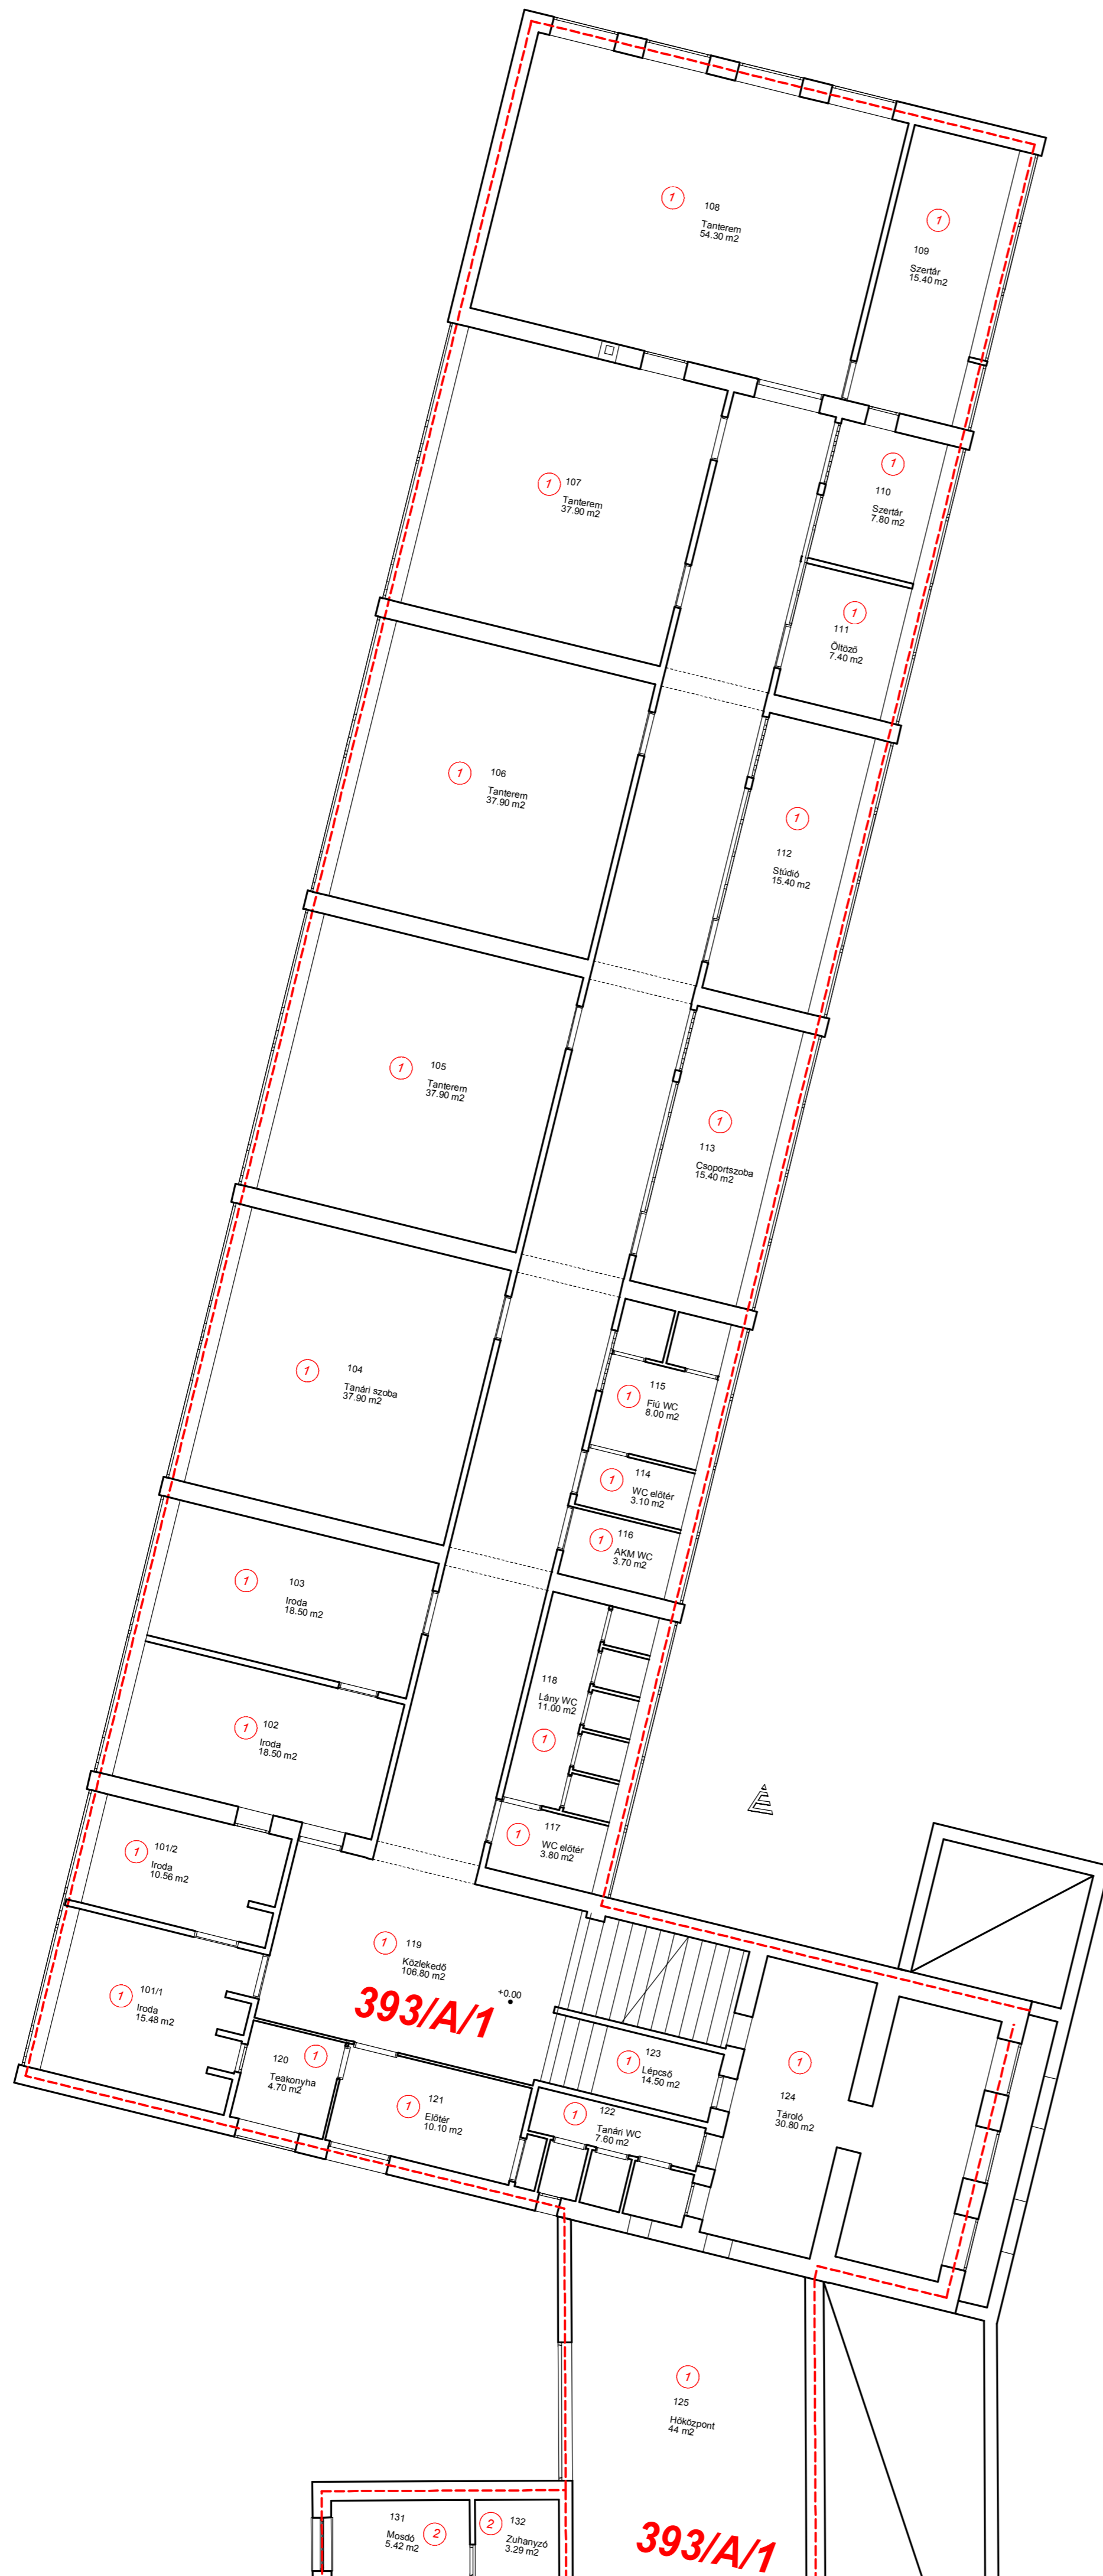 1
108
Tanterem
54.30 m2
1
109
Szertár
15.40 m2
1
107
Tanterem
37.90 m2
1
110
Szertár
7.80 m2
1
111
Öltöző
7.40 m2
1
106
Tanterem
37.90 m2
1
112
Stúdió
15.40 m2
1
105
Tanterem
37.90 m2
1
113
Csoportszoba
15.40 m2
1
104
Tanári szoba
37.90 m2
1
115
Fiú WC
8.00 m2
1
114
WC előtér
3.10 m2
1
116
AKM WC
3.70 m2
1
103
Iroda
18.50 m2
118
Lány WC
11.00 m2
1
1
102
Iroda
18.50 m2
1
117
WC előtér
3.80 m2
É
1
101/2
Iroda
10.56 m2
1
119
Közlekedő
106.80 m2
+0.00
393/A/1
1
101/1
Iroda
15.48 m2
1
120
Teakonyha
4.70 m2
1
123
Lépcső
14.50 m2
1
124
Tároló
30.80 m2
1
121
Előtér
10.10 m2
1
122
Tanári WC
7.60 m2
1
125
Hőközpont
44 m2
131
Mosdó
5.42 m2
2
2
132
Zuhanyzó
3.29 m2
393/A/1